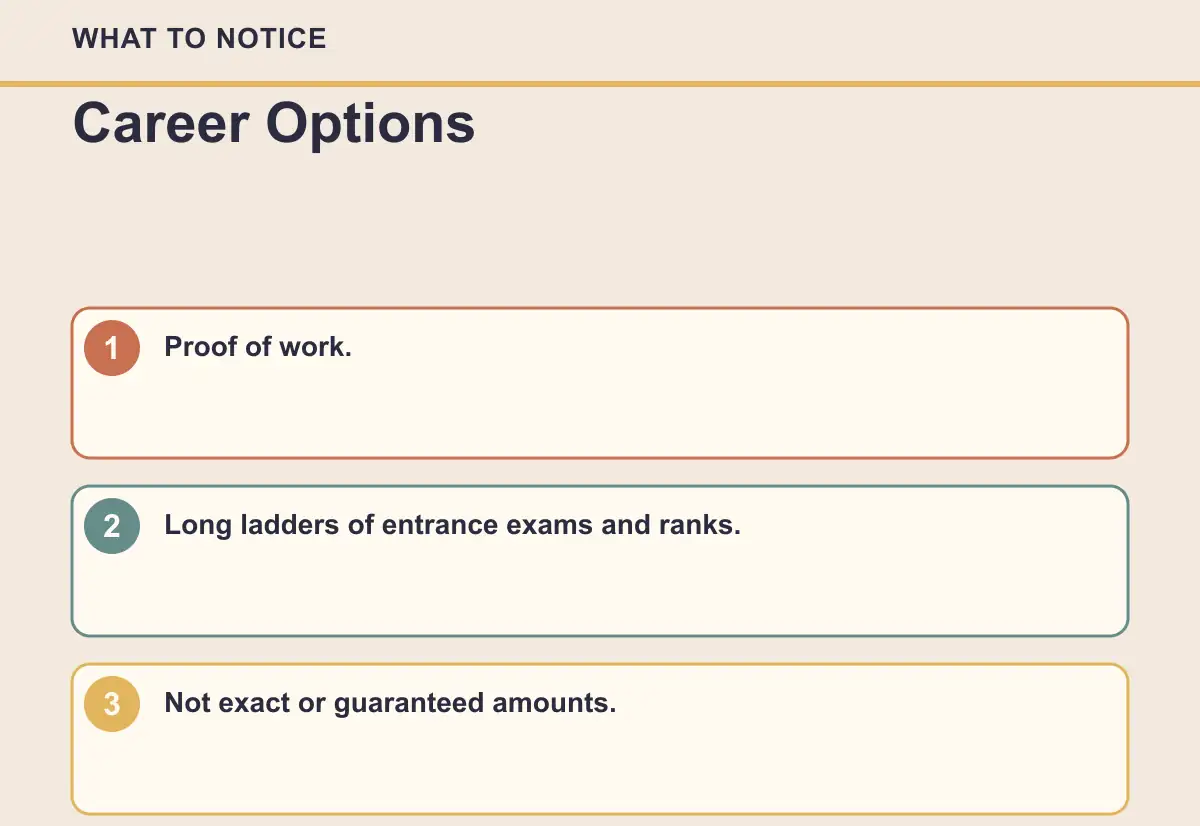 WHAT TO NOTICE
Career Options
1
Proof of work.
2
Long ladders of entrance exams and ranks.
3
Not exact or guaranteed amounts.